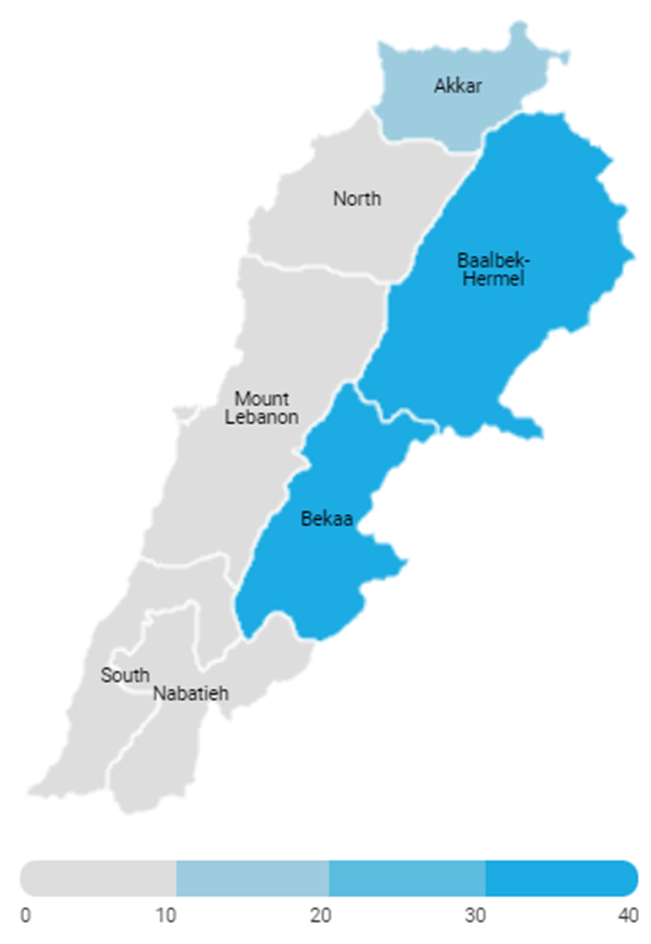 Akkar
North
Baalbek-
Hermel
Mount
Lebanon
Bekaa
South
Nabatieh
0 10 20 30 40